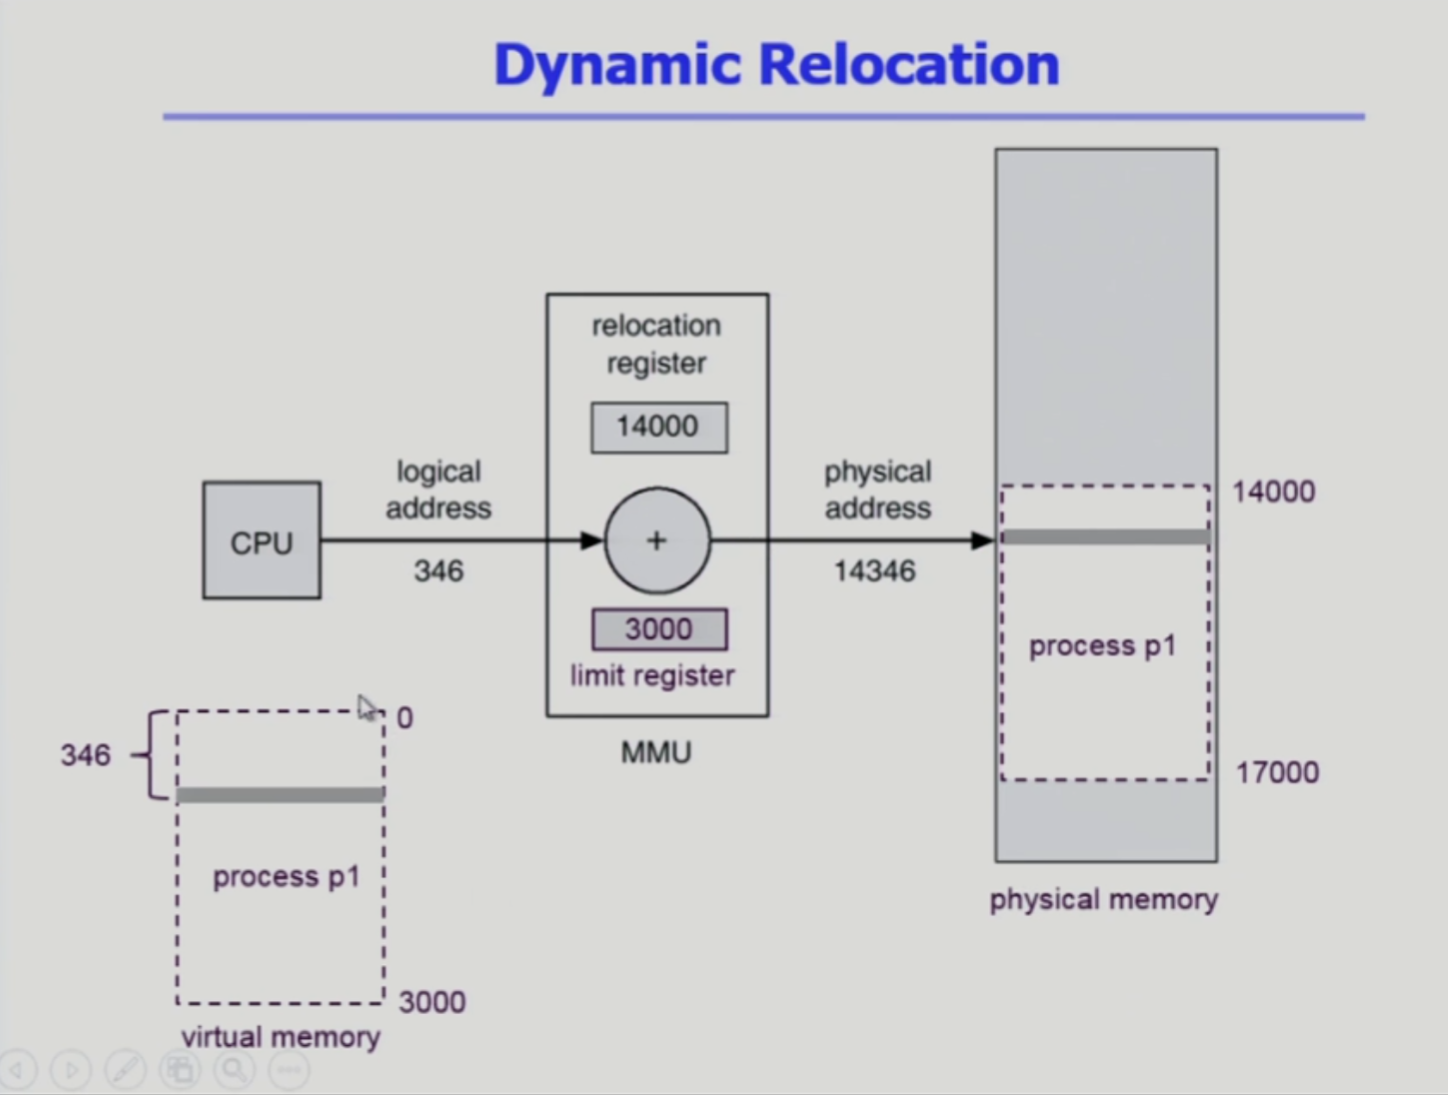 Dynamic Relocation
relocation
register
14000
logical
address
physical
address
14000
CPU
+
346
14346
3000
process p1
limit register
0
346
MMU
17000
process p1
physical memory
3000
virtual memory